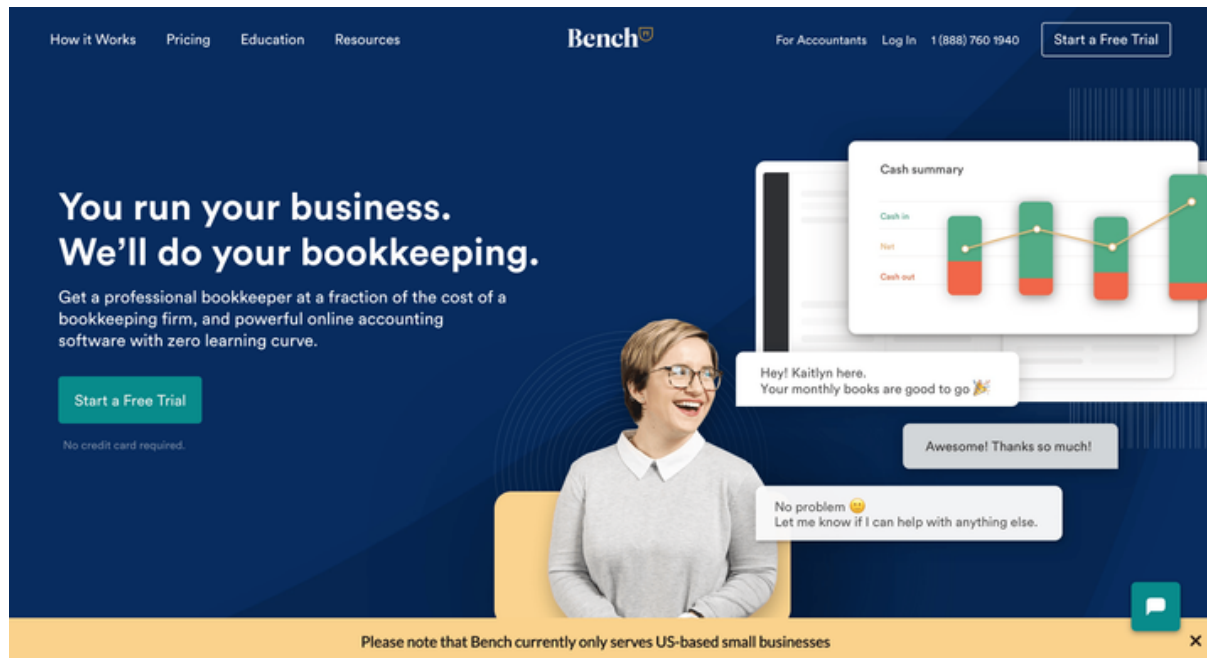 How it Works Pricing Education Resources Bench For Accountants Log In 1 (888) 760 1940 Start a Free Trial
You run your business.
We'll do your bookkeeping.
Get a professional bookkeeper at a fraction of the cost of a
bookkeeping firm, and powerful online accounting
software with zero learning curve.
Start a Free Trial
No credit card required.
Cash summary
Cash in
Net
Cash out
Hey! Kaitlyn here.
Your monthly books are good to go 🎉
Awesome! Thanks so much!
No problem 🙂
Let me know if I can help with anything else.
Please note that Bench currently only serves US-based small businesses